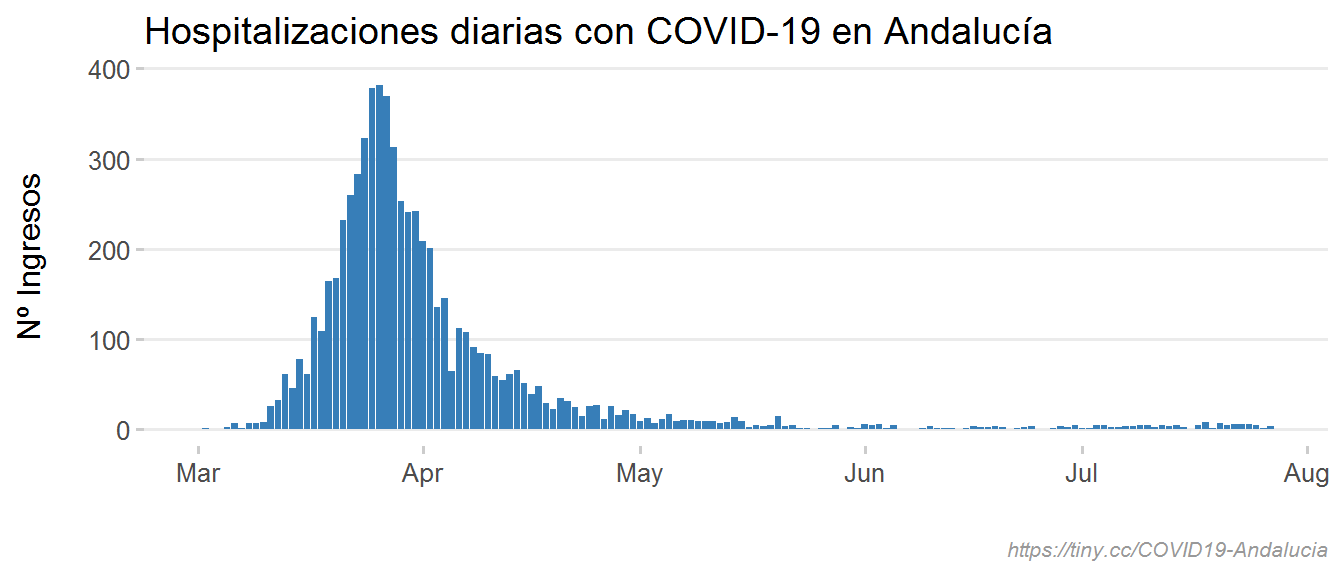 Hospitalizaciones diarias con COVID-19 en Andalucía
Nº Ingresos
400
300
200
100
0
Mar Apr May Jun Jul Aug
https://tiny.cc/COVID19-Andalucia